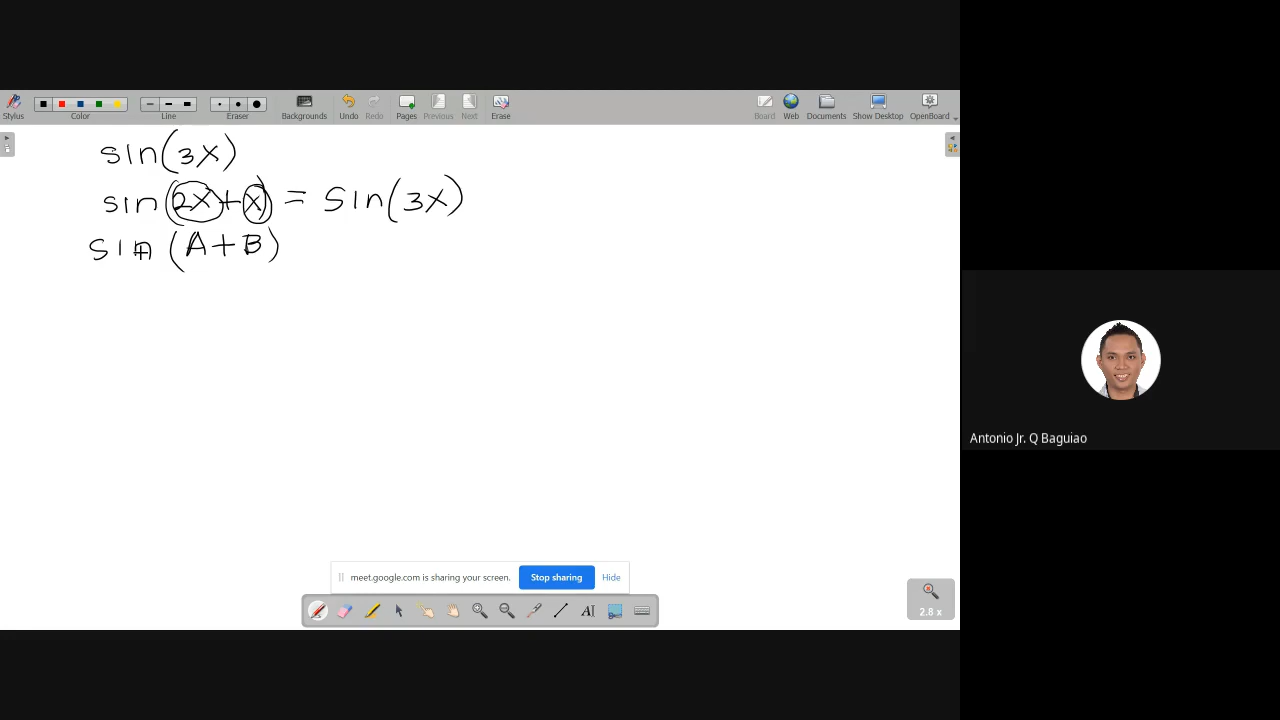 Stylus
Color
Line
Eraser
Backgrounds
Undo
Redo
Pages
Previous
Next
Erase
Board
Web
Documents
Show Desktop
OpenBoard
sin(3x)
sin(2x+x) = sin(3x)
sin(A+B)
Antonio Jr. Q Baguiao
meet.google.com is sharing your screen.
Stop sharing
Hide
AI
2.8 x